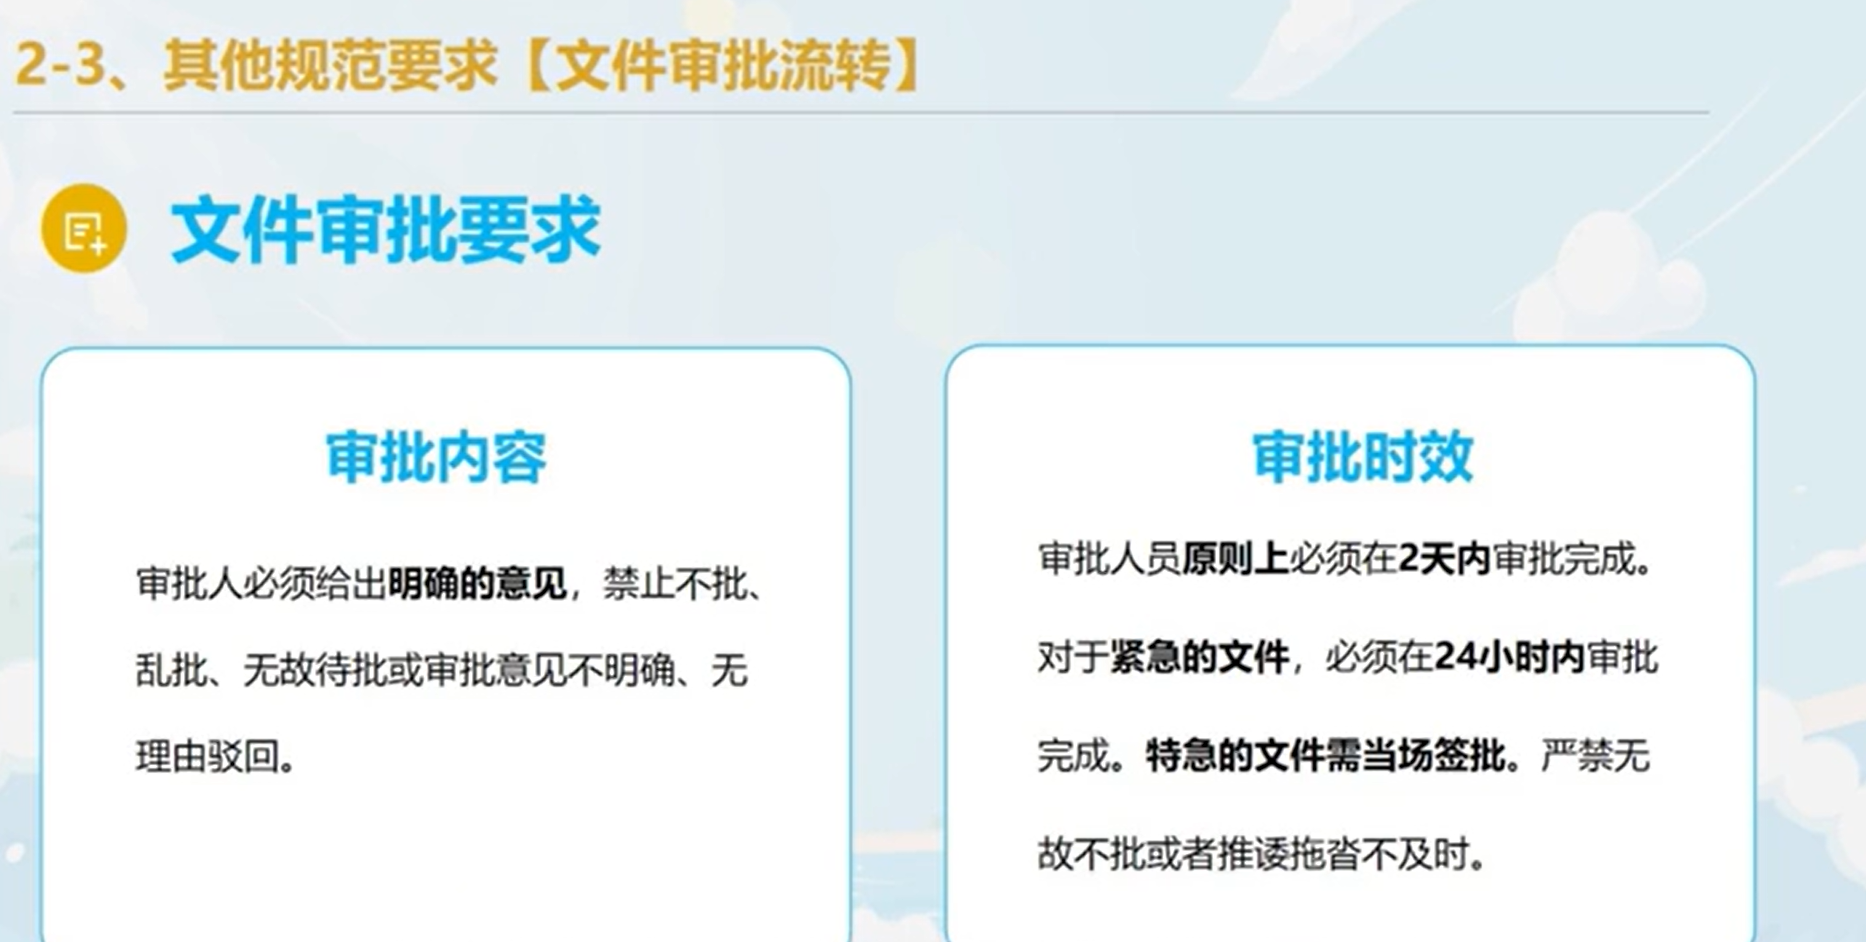 2-3、其他规范要求【文件审批流转】
文件审批要求
审批内容
审批人必须给出明确的意见，禁止不批、
乱批、无故待批或审批意见不明确、无
理由驳回。
审批时效
审批人员原则上必须在2天内审批完成。
对于紧急的文件，必须在24小时内审批
完成。特急的文件需当场签批。严禁无
故不批或者推诿拖沓不及时。